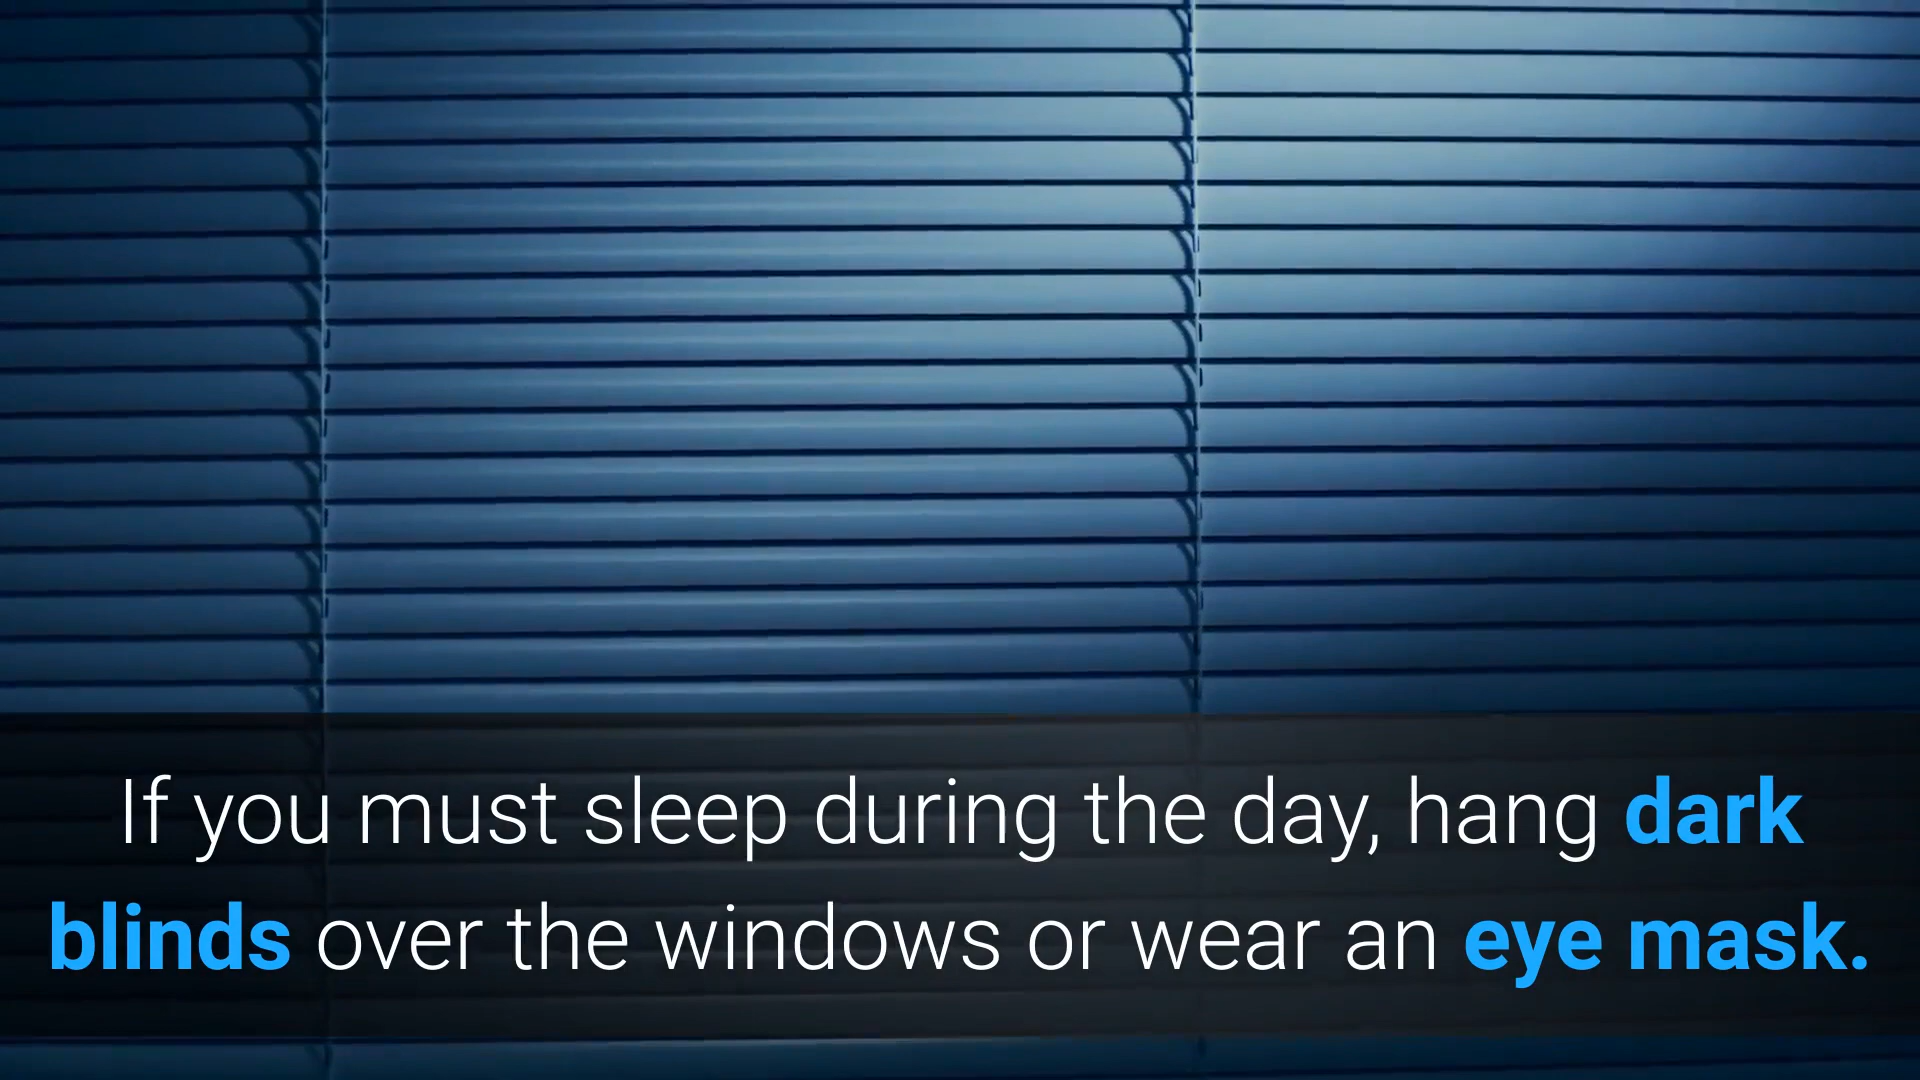 If you must sleep during the day, hang dark
blinds over the windows or wear an eye mask.